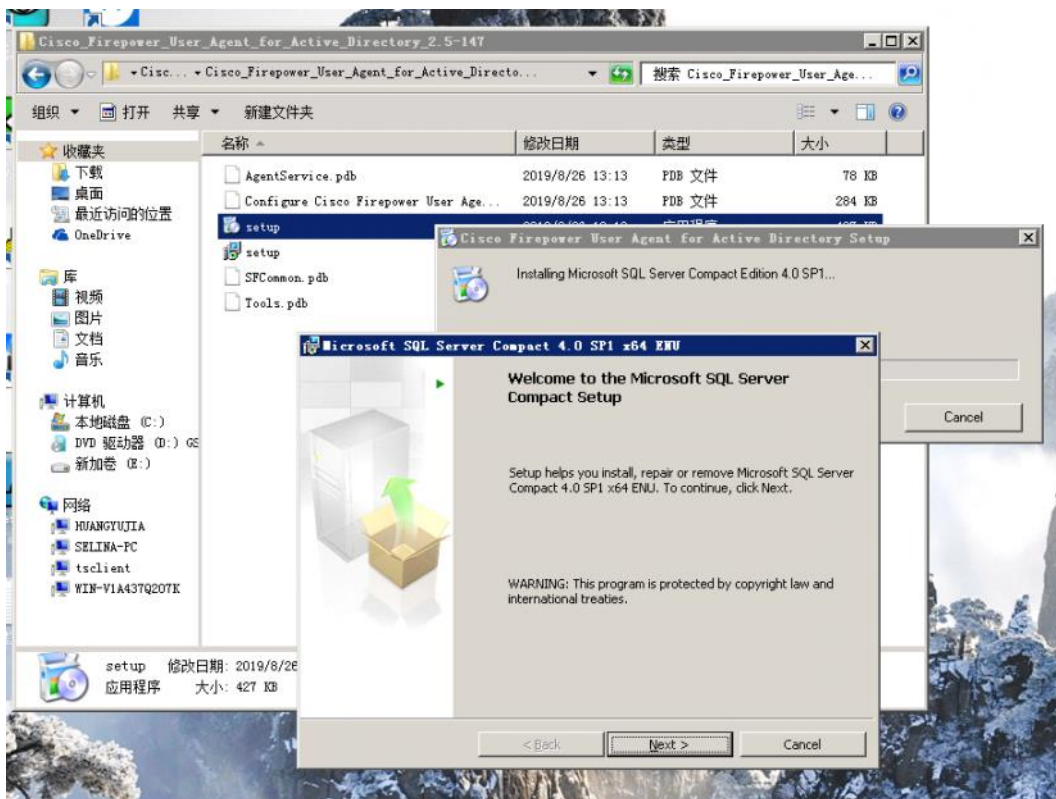 Cisco_Firepower_User_Agent_for_Active_Directory_2.5-147
Cisc... Cisco_Firepower_User_Agent_for_Active_Directo...
搜索 Cisco_Firepower_User_Age...
组织 打开 共享 新建文件夹
收藏夹
下载
桌面
最近访问的位置
OneDrive
库
视频
图片
文档
音乐
计算机
本地磁盘 (C:)
DVD 驱动器 (D:) GS
新加卷 (E:)
网络
HUANGYUJIA
SELINA-PC
tsclient
WIN-V1A437Q207K
名称 修改日期 类型 大小
AgentService.pdb 2019/8/26 13:13 PDB 文件 78 KB
Configure Cisco Firepower User Age... 2019/8/26 13:13 PDB 文件 284 KB
setup
setup
SFCommon.pdb
Tools.pdb
setup 修改日期: 2019/8/26
应用程序 大小: 427 KB
Cisco Firepower User Agent for Active Directory Setup
Installing Microsoft SQL Server Compact Edition 4.0 SP1...
Cancel
Microsoft SQL Server Compact 4.0 SP1 x64 ENU
Welcome to the Microsoft SQL Server
Compact Setup
Setup helps you install, repair or remove Microsoft SQL Server
Compact 4.0 SP1 x64 ENU. To continue, click Next.
WARNING: This program is protected by copyright law and
international treaties.
< Back Next > Cancel